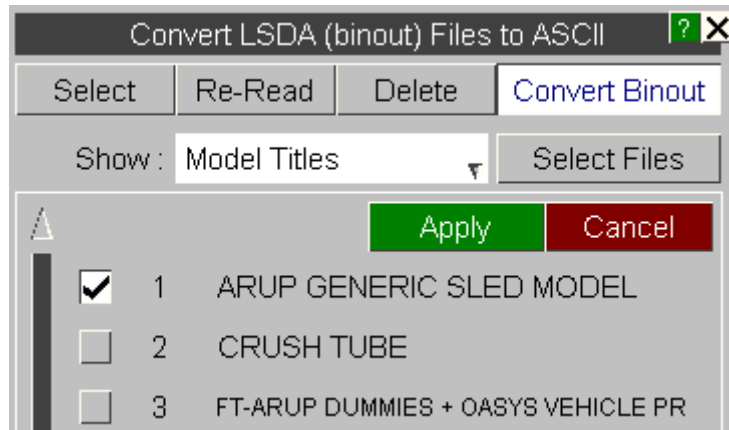 Convert LSDA (binout) Files to ASCII ? X
Select Re-Read Delete Convert Binout
Show : Model Titles Select Files
Apply Cancel
1 ARUP GENERIC SLED MODEL
2 CRUSH TUBE
3 FT-ARUP DUMMIES + OASYS VEHICLE PR